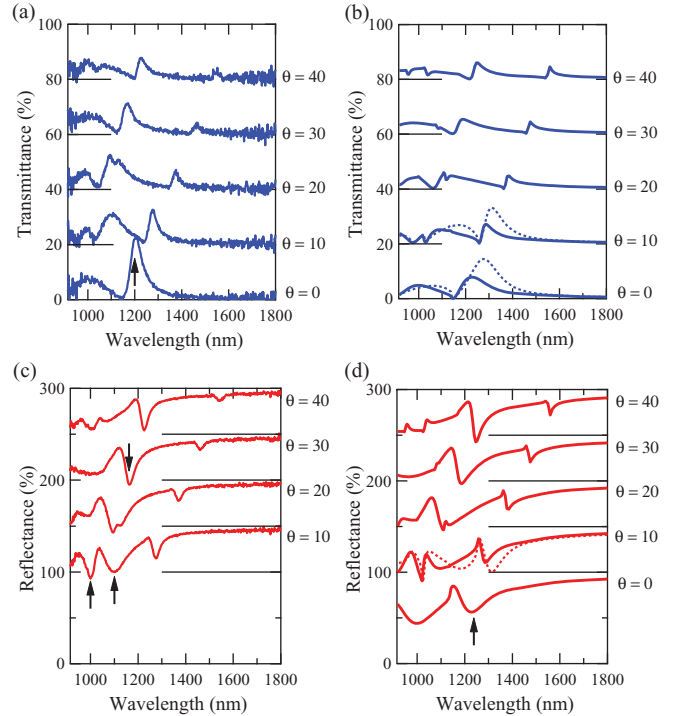 (a)
100
80
60
40
20
0
Transmittance (%)
1000 1200 1400 1600 1800
Wavelength (nm)
θ = 40
θ = 30
θ = 20
θ = 10
θ = 0
(b)
100
80
60
40
20
0
Transmittance (%)
1000 1200 1400 1600 1800
Wavelength (nm)
θ = 40
θ = 30
θ = 20
θ = 10
θ = 0
(c)
300
200
100
0
Reflectance (%)
1000 1200 1400 1600 1800
Wavelength (nm)
θ = 40
θ = 30
θ = 20
θ = 10
(d)
300
200
100
0
Reflectance (%)
1000 1200 1400 1600 1800
Wavelength (nm)
θ = 40
θ = 30
θ = 20
θ = 10
θ = 0